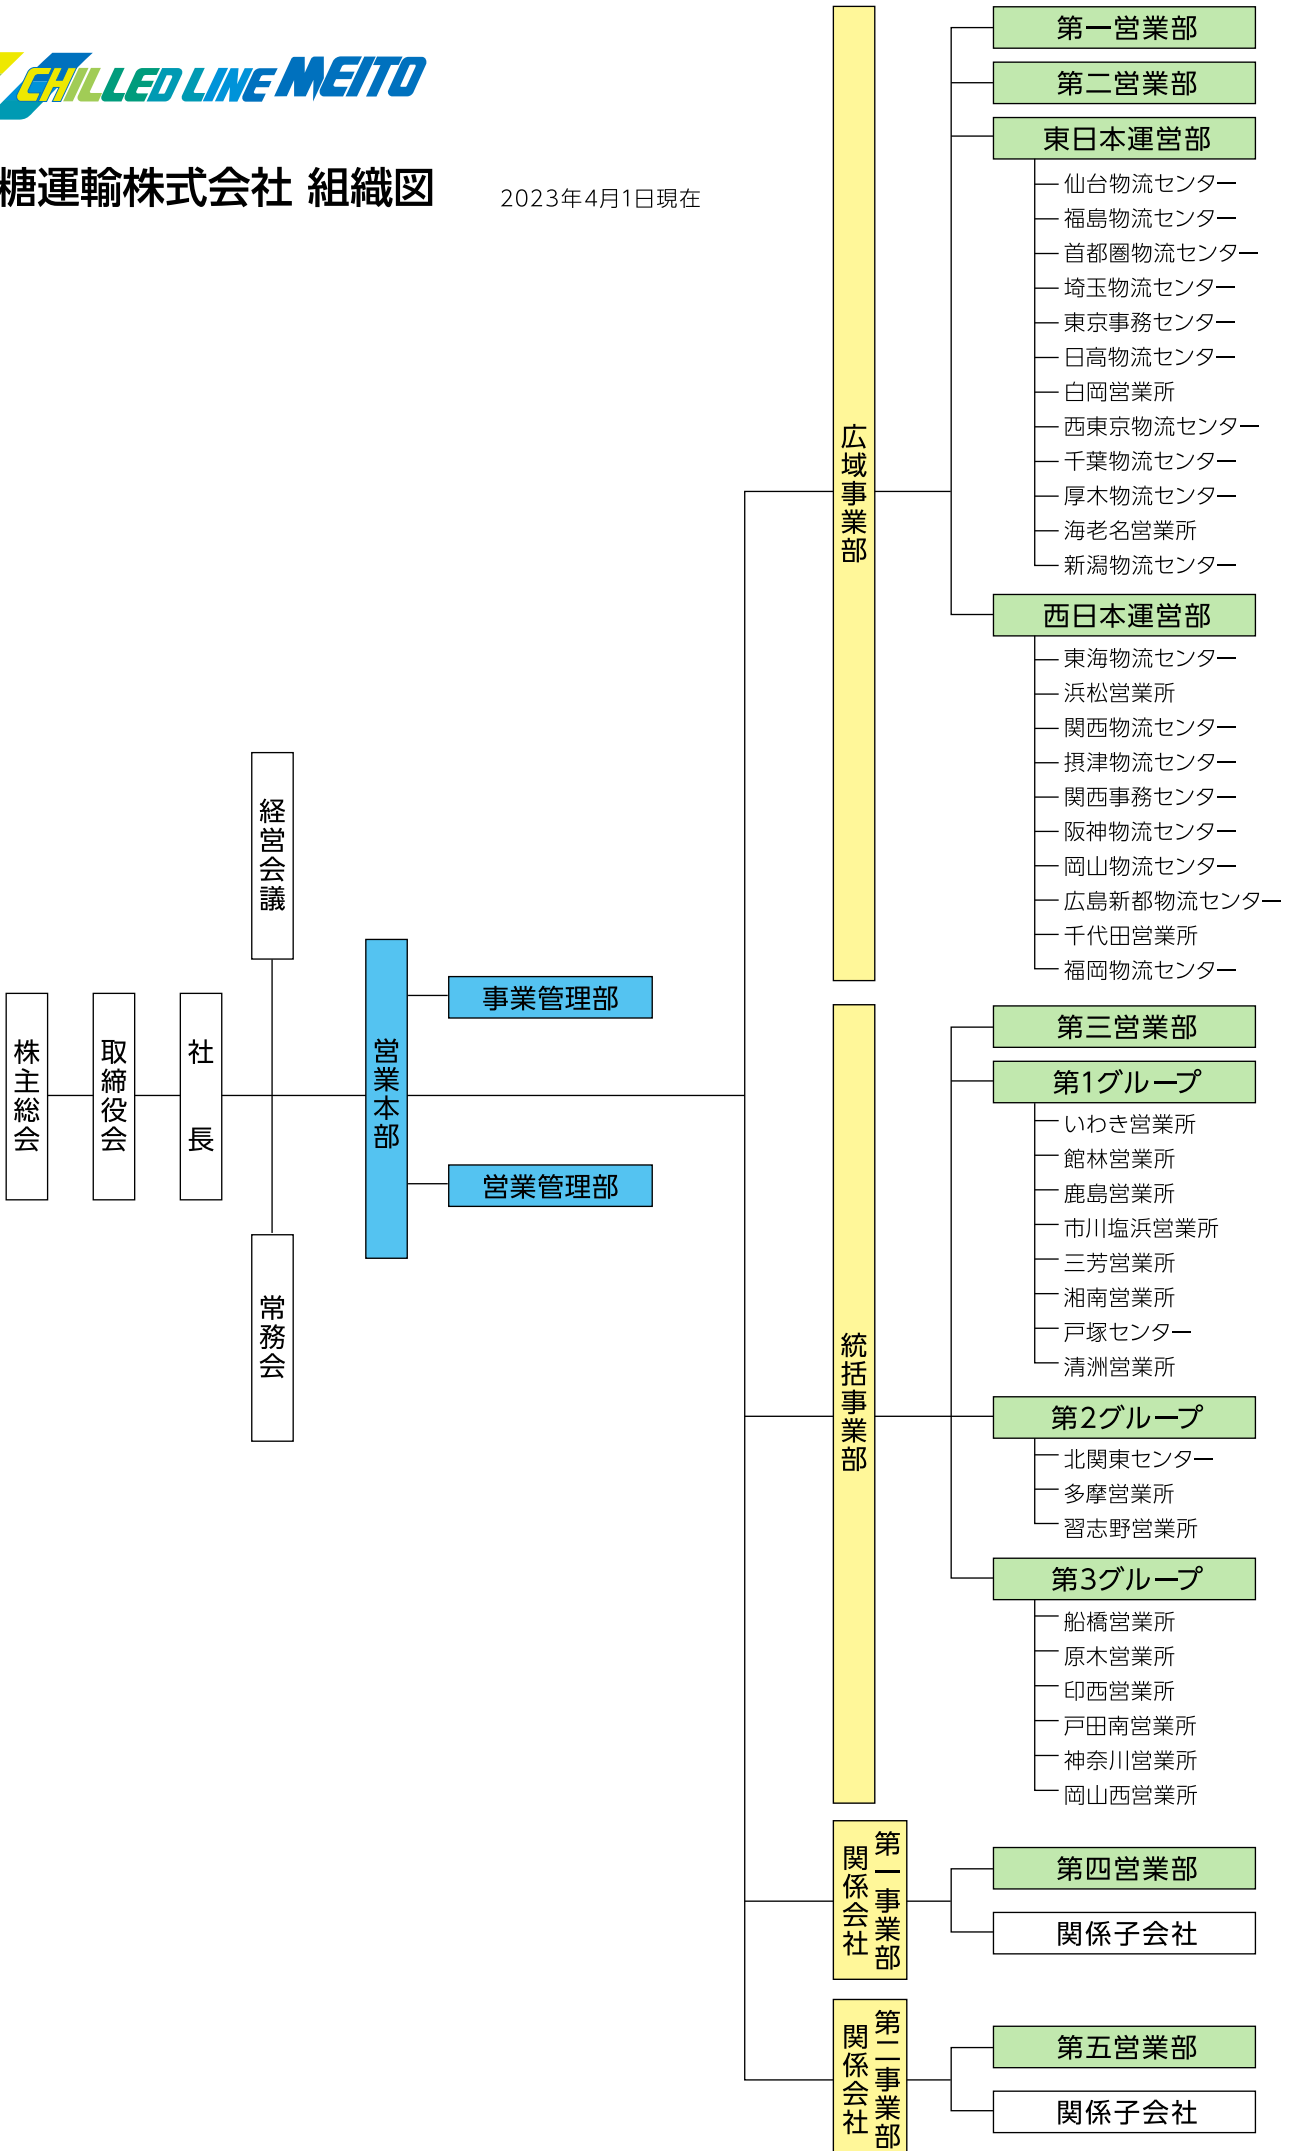 CHILLED LINE MEITO
糖運輸株式会社 組織図
2023年4月1日現在
株主総会
取締役会
社長
経営会議
常務会
営業本部
事業管理部
営業管理部
広域事業部
第一営業部
第二営業部
東日本運営部
仙台物流センター
福島物流センター
首都圏物流センター
埼玉物流センター
東京事務センター
日高物流センター
白岡営業所
西東京物流センター
千葉物流センター
厚木物流センター
海老名営業所
新潟物流センター
西日本運営部
東海物流センター
浜松営業所
関西物流センター
摂津物流センター
関西事務センター
阪神物流センター
岡山物流センター
広島新都物流センター
千代田営業所
福岡物流センター
統括事業部
第三営業部
第1グループ
いわき営業所
館林営業所
鹿島営業所
市川塩浜営業所
三芳営業所
湘南営業所
戸塚センター
清洲営業所
第2グループ
北関東センター
多摩営業所
習志野営業所
第3グループ
船橋営業所
原木営業所
印西営業所
戸田南営業所
神奈川営業所
岡山西営業所
第一事業部
関係会社
第四営業部
関係子会社
第二事業部
関係会社
第五営業部
関係子会社